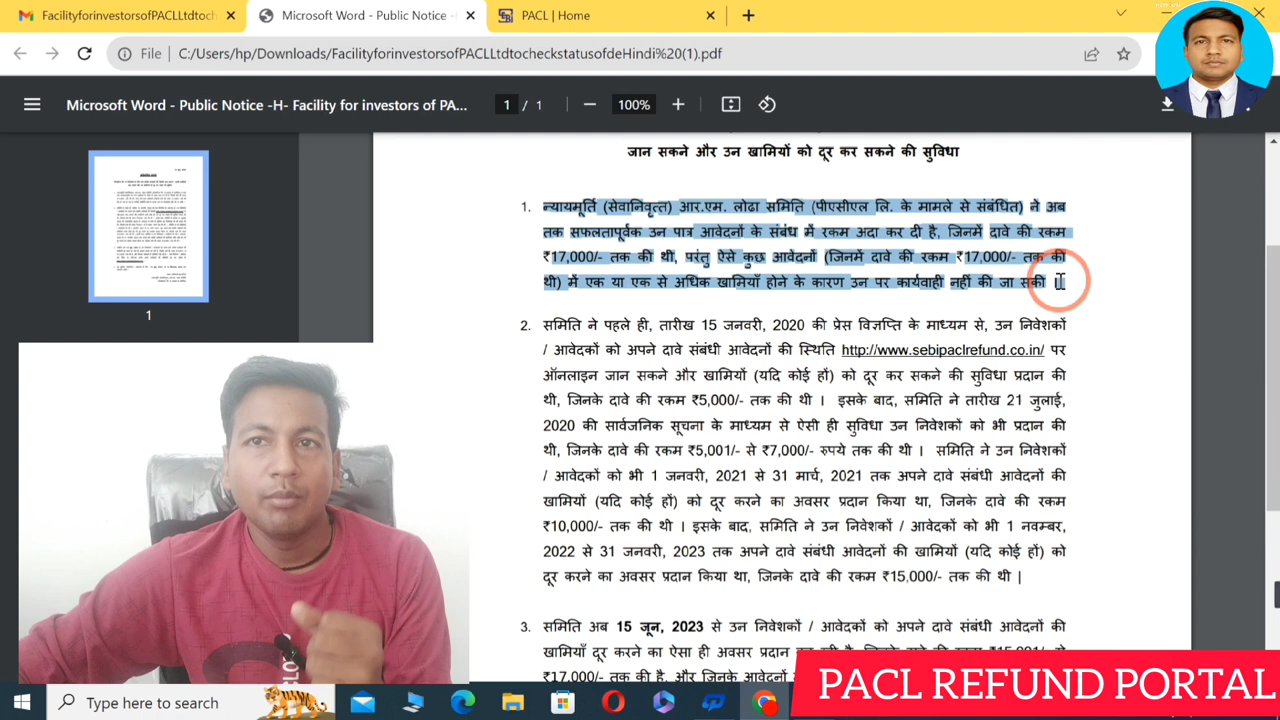 FacilityforinvestorsofPACLLtdtoch
Microsoft Word - Public Notice -H-
PACL | Home
File
C:/Users/hp/Downloads/FacilityforinvestorsofPACLLtdtocheckstatusofdeHindi%20(1).pdf
Microsoft Word - Public Notice -H- Facility for investors of PA...
1 / 1
100%
जान सकने और उन खामियों को दूर कर सकने की सुविधा
1. न्यायमूर्ति (सेवानिवृत्त) आर.एम. लोढा समिति (पीएसीएल लि. के मामले से संबंधित) ने अब
तक सफलतापूर्वक उन पात्र आवेदनों के संबंध में रकम अदा कर दी है, जिनमें दावे की रकम
₹17,000/- तक की थी, परंतु ऐसे कुछ आवेदनों (जिनमें दावे की रकम ₹17,000/- तक की
थी) में एक या एक से अधिक खामियाँ होने के कारण उन पर कार्यवाही नहीं की जा सकी
2. समिति ने पहले ही, तारीख 15 जनवरी, 2020 की प्रेस विज्ञप्ति के माध्यम से, उन निवेशकों
/ आवेदकों को अपने दावे संबंधी आवेदनों की स्थिति http://www.sebipaclrefund.co.in/ पर
ऑनलाइन जान सकने और खामियों (यदि कोई हों) को दूर कर सकने की सुविधा प्रदान की
थी, जिनके दावे की रकम ₹5,000/- तक की थी । इसके बाद, समिति ने तारीख 21 जुलाई,
2020 की सार्वजनिक सूचना के माध्यम से ऐसी ही सुविधा उन निवेशकों को भी प्रदान की
थी, जिनके दावे की रकम ₹5,001/- से ₹7,000/- रुपये तक की थी । समिति ने उन निवेशकों
/ आवेदकों को भी 1 जनवरी, 2021 से 31 मार्च, 2021 तक अपने दावे संबंधी आवेदनों की
खामियों (यदि कोई हों) को दूर करने का अवसर प्रदान किया था, जिनके दावे की रकम
₹10,000/- तक की थी । इसके बाद, समिति ने उन निवेशकों / आवेदकों को भी 1 नवम्बर,
2022 से 31 जनवरी, 2023 तक अपने दावे संबंधी आवेदनों की खामियों (यदि कोई हों) को
दूर करने का अवसर प्रदान किया था, जिनके दावे की रकम ₹15,000/- तक की थी |
3. समिति अब 15 जून, 2023 से उन निवेशकों / आवेदकों को अपने दावे संबंधी आवेदनों की
खामियाँ दूर करने का ऐसा ही अवसर प्रदान
₹17,000/- तक की है, और जिनके आवेद
1
Type here to search
PACL REFUND PORTAL